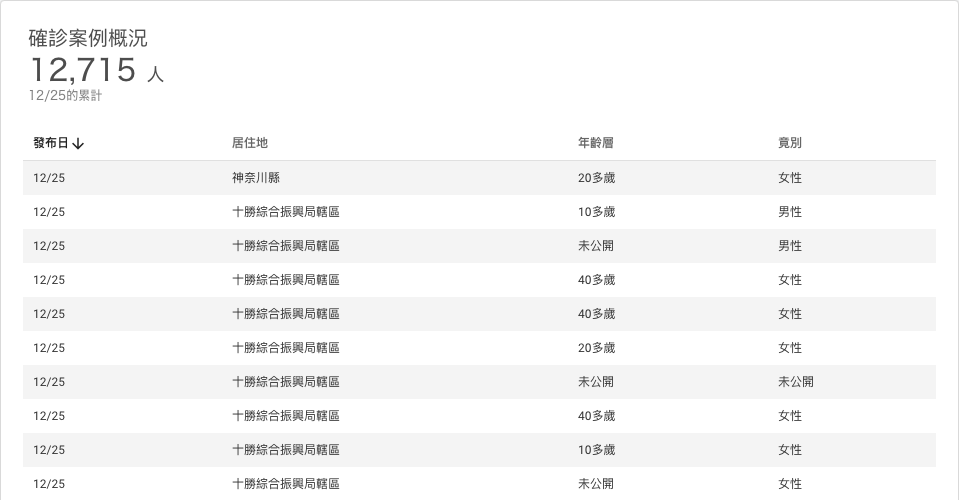 確診案例概況
12,715 人
12/25的累計
發布日↓ 居住地 年齡層 竟別
12/25 神奈川縣 20多歲 女性
12/25 十勝綜合振興局轄區 10多歲 男性
12/25 十勝綜合振興局轄區 未公開 男性
12/25 十勝綜合振興局轄區 40多歲 女性
12/25 十勝綜合振興局轄區 40多歲 女性
12/25 十勝綜合振興局轄區 20多歲 女性
12/25 十勝綜合振興局轄區 未公開 未公開
12/25 十勝綜合振興局轄區 40多歲 女性
12/25 十勝綜合振興局轄區 10多歲 女性
12/25 十勝綜合振興局轄區 未公開 女性